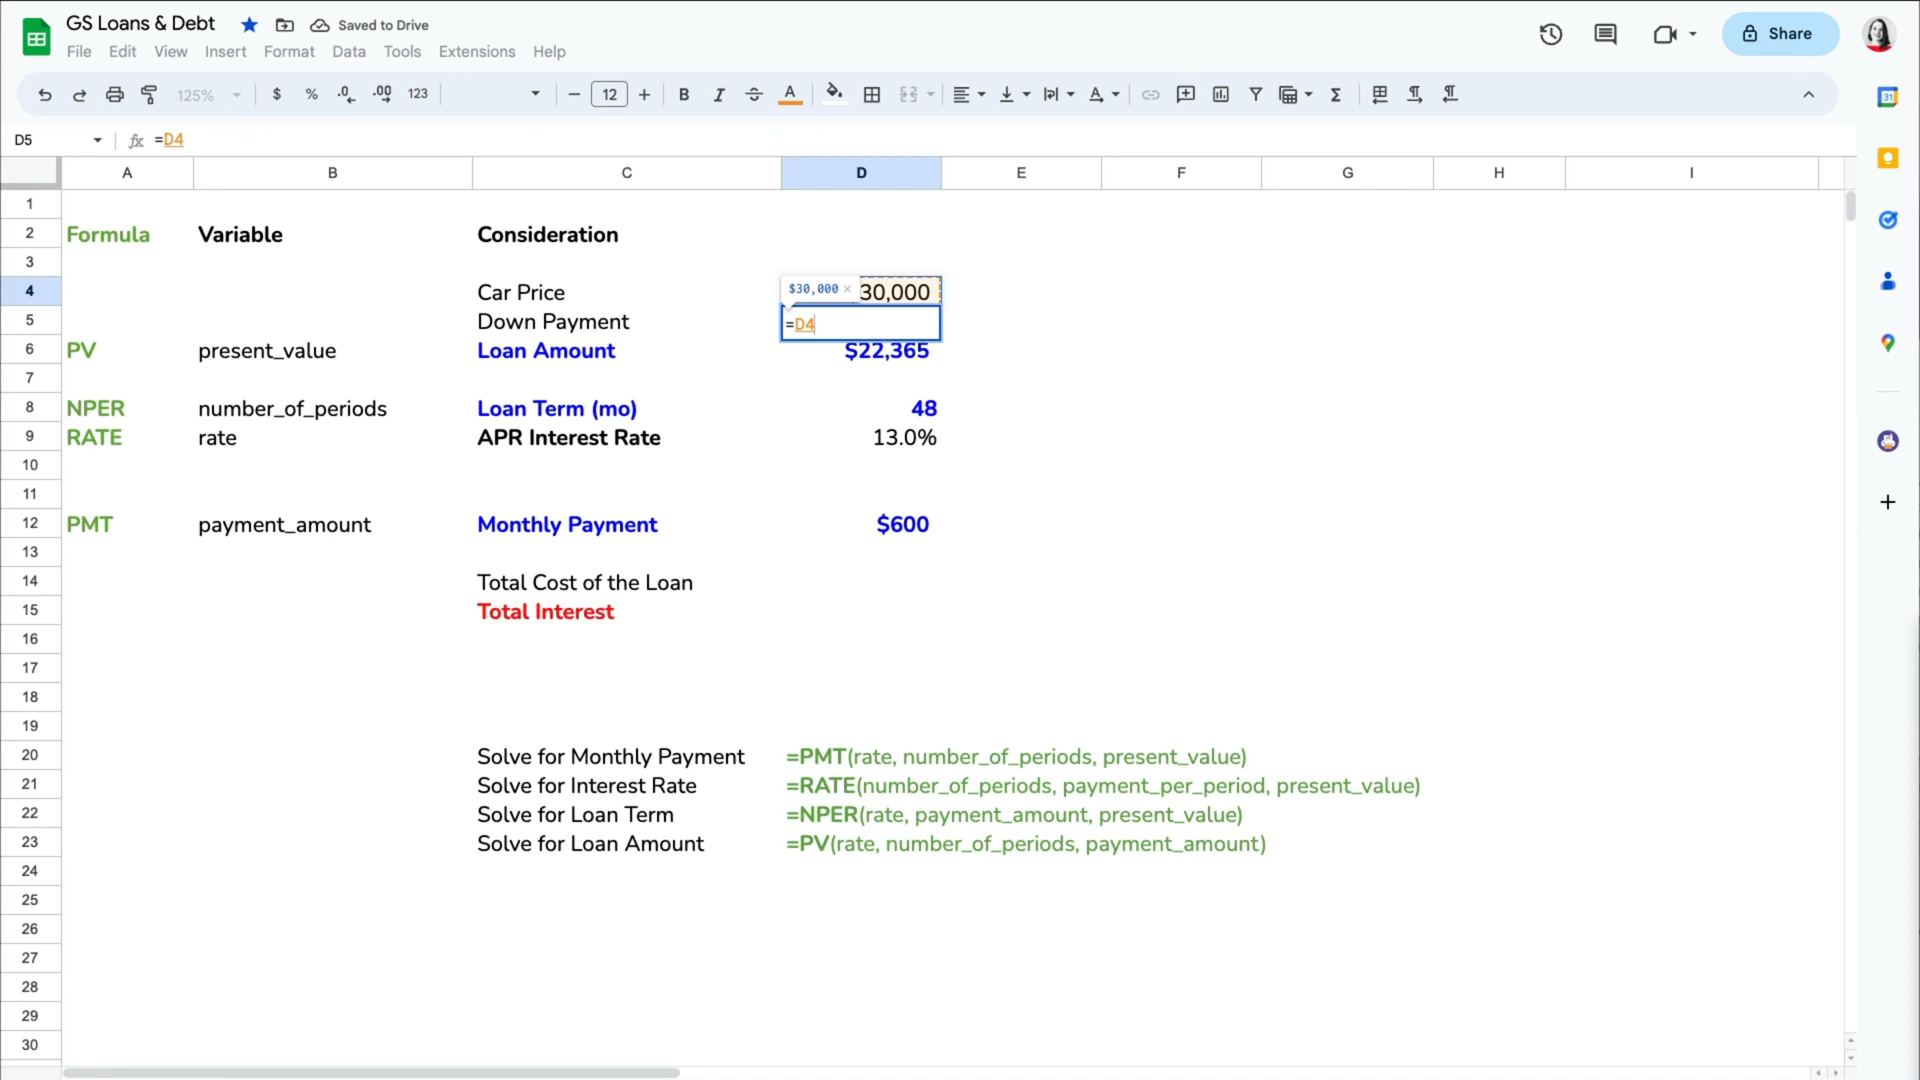 GS Loans & Debt Saved to Drive
File Edit View Insert Format Data Tools Extensions Help
Share
125% $ % .0 .00 123 12 B I A Σ
31
D5 fx =D4
A B C D E F G H I
1
2 Formula Variable Consideration
3
4 Car Price $30,000 × 30,000
5 Down Payment =D4
6 PV present_value Loan Amount $22,365
7
8 NPER number_of_periods Loan Term (mo) 48
9 RATE rate APR Interest Rate 13.0%
10
11
12 PMT payment_amount Monthly Payment $600
13
14 Total Cost of the Loan
15 Total Interest
16
17
18
19
20 Solve for Monthly Payment =PMT(rate, number_of_periods, present_value)
21 Solve for Interest Rate =RATE(number_of_periods, payment_per_period, present_value)
22 Solve for Loan Term =NPER(rate, payment_amount, present_value)
23 Solve for Loan Amount =PV(rate, number_of_periods, payment_amount)
24
25
26
27
28
29
30